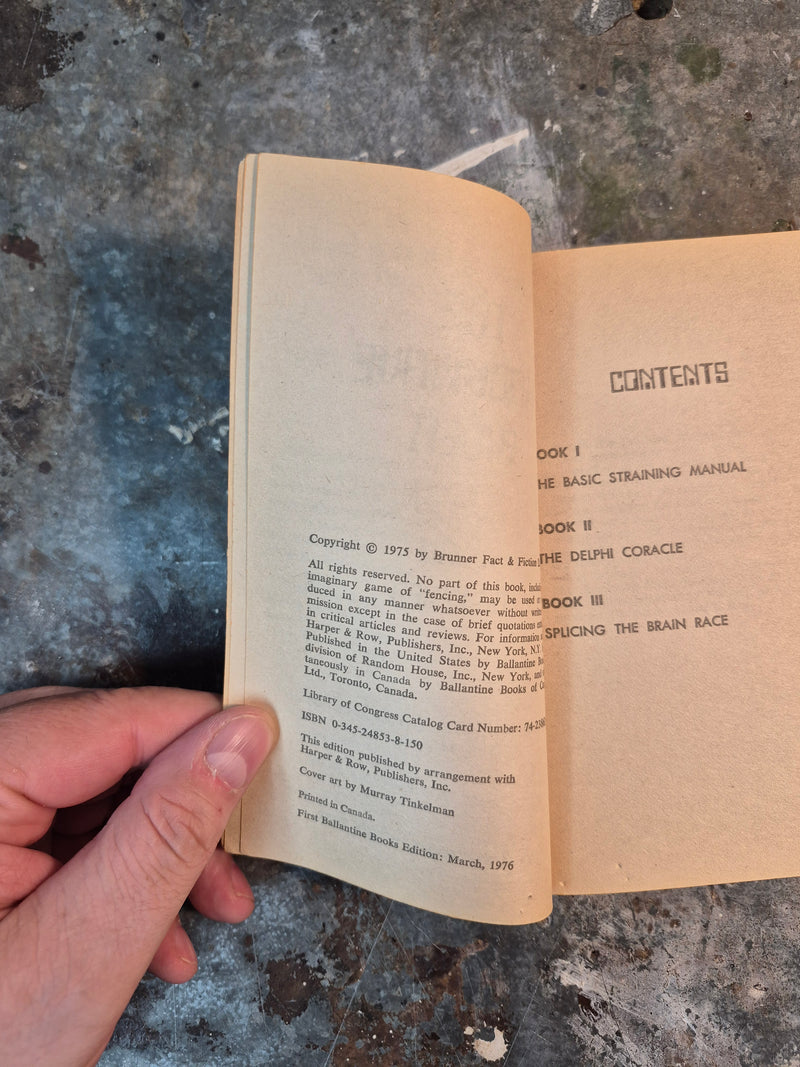 Copyright © 1975 by Brunner Fact & Fiction
All rights reserved. No part of this book,
imaginary game of "fencing," may be used
duced in any manner whatsoever without
mission except in the case of brief quotations
in critical articles and reviews. For information
Harper & Row, Publishers, Inc., New York, N.Y.
Published in the United States by Ballantine
division of Random House, Inc., New York, and
taneously in Canada by Ballantine Books of
Ltd., Toronto, Canada.
Library of Congress Catalog Card Number:
ISBN 0-345-24853-8-150
This edition published by arrangement with
Harper & Row, Publishers, Inc.
Cover art by Murray Tinkelman
Printed in Canada.
First Ballantine Books Edition: March, 1976
CONTENTS
OOK I
HE BASIC STRAINING MANUAL
BOOK II
THE DELPHI CORACLE
BOOK III
SPLICING THE BRAIN RACE